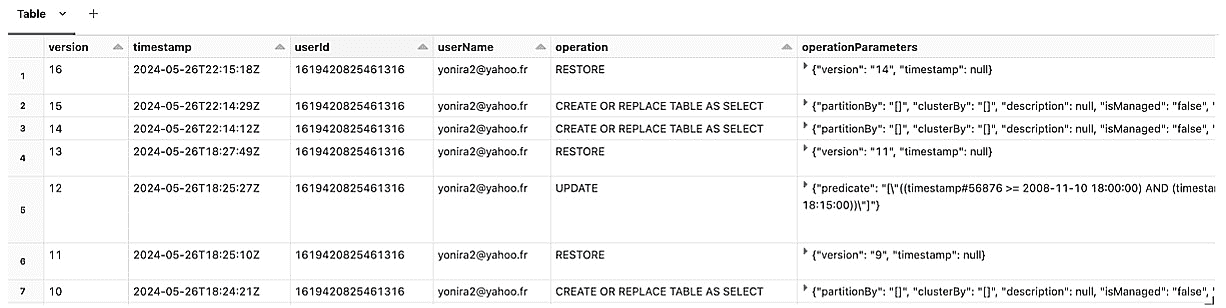 Table +
version timestamp userId userName operation operationParameters
1 16 2024-05-26T22:15:18Z 1619420825461316 yonira2@yahoo.fr RESTORE {"version": "14", "timestamp": null}
2 15 2024-05-26T22:14:29Z 1619420825461316 yonira2@yahoo.fr CREATE OR REPLACE TABLE AS SELECT {"partitionBy": "[]", "clusterBy": "[]", "description": null, "isManaged": "false", "
3 14 2024-05-26T22:14:12Z 1619420825461316 yonira2@yahoo.fr CREATE OR REPLACE TABLE AS SELECT {"partitionBy": "[]", "clusterBy": "[]", "description": null, "isManaged": "false", "
4 13 2024-05-26T18:27:49Z 1619420825461316 yonira2@yahoo.fr RESTORE {"version": "11", "timestamp": null}
5 12 2024-05-26T18:25:27Z 1619420825461316 yonira2@yahoo.fr UPDATE {"predicate": "[\"((timestamp#56876 >= 2008-11-10 18:00:00) AND (timesta
18:15:00))\"]"}
6 11 2024-05-26T18:25:10Z 1619420825461316 yonira2@yahoo.fr RESTORE {"version": "9", "timestamp": null}
7 10 2024-05-26T18:24:21Z 1619420825461316 yonira2@yahoo.fr CREATE OR REPLACE TABLE AS SELECT {"partitionBy": "[]", "clusterBy": "[]", "description": null, "isManaged": "false",